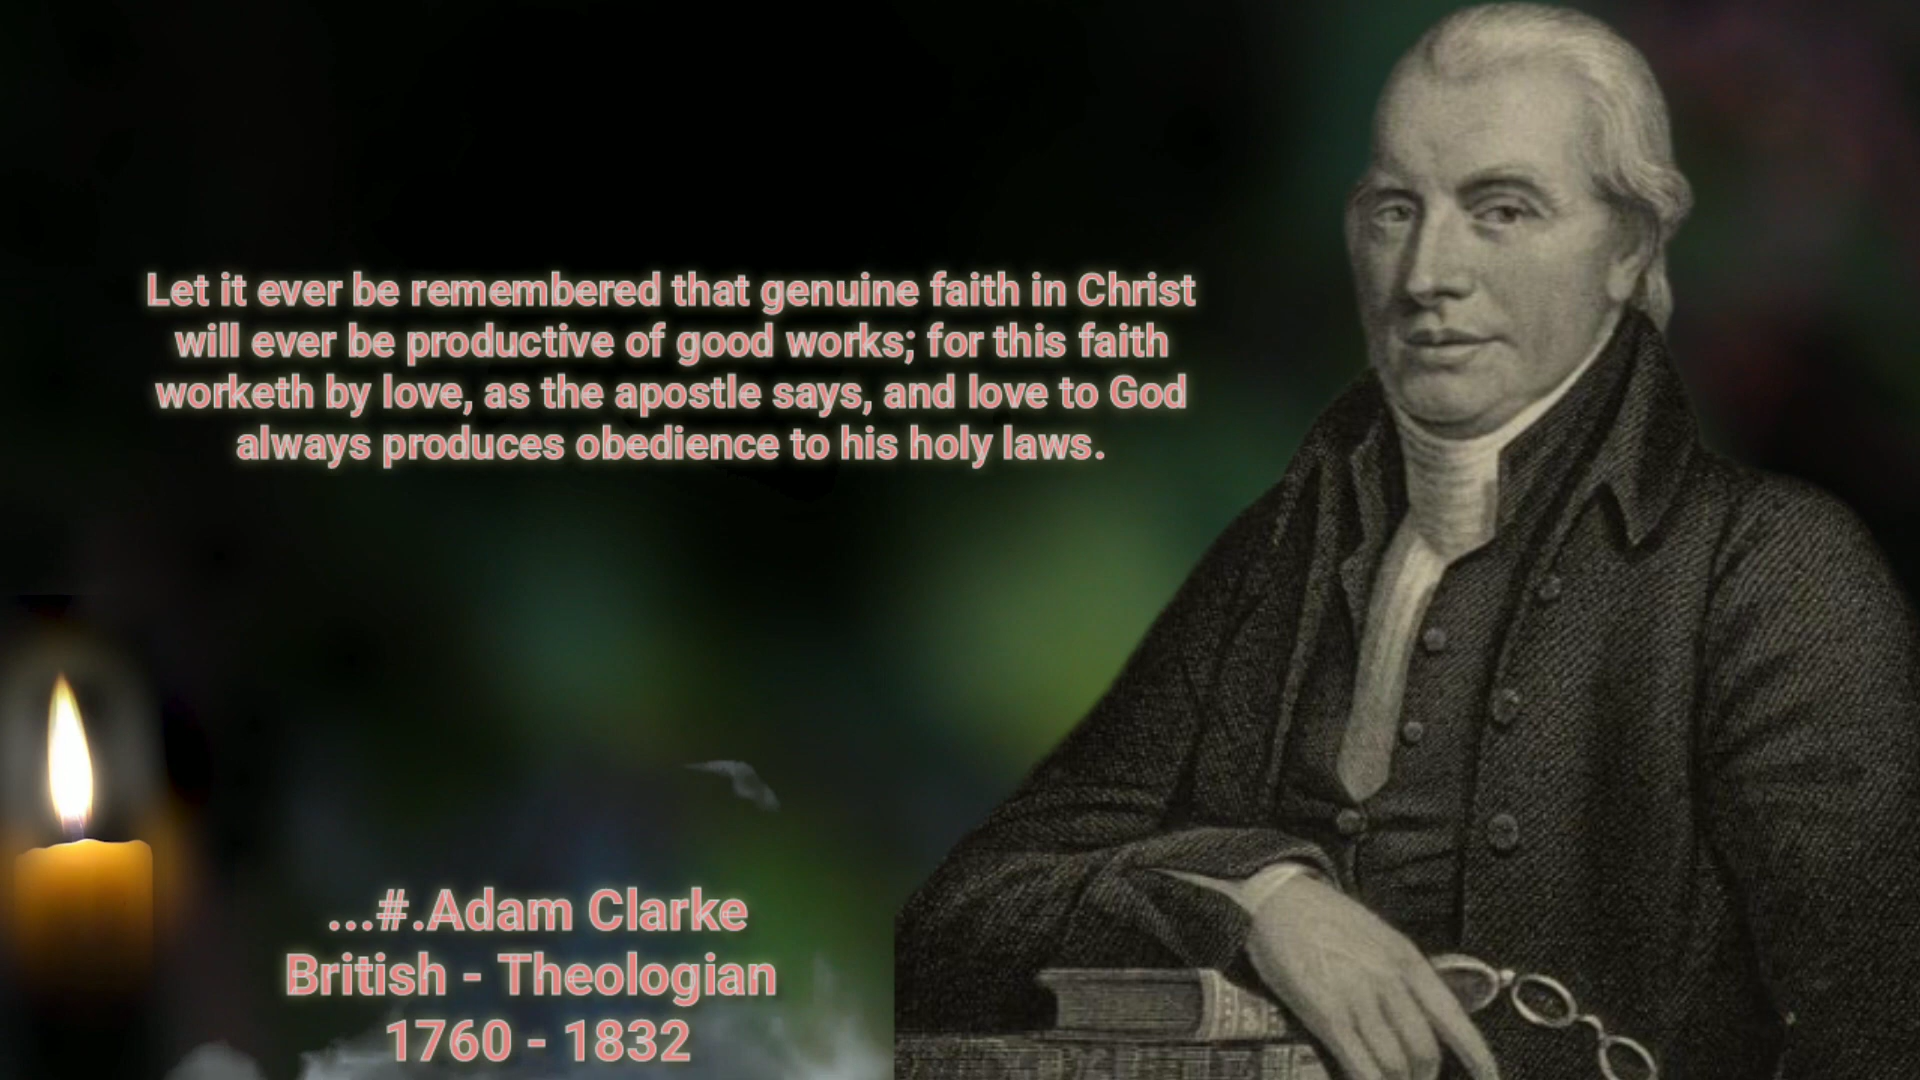 Let it ever be remembered that genuine faith in Christ
will ever be productive of good works; for this faith
worketh by love, as the apostle says, and love to God
always produces obedience to his holy laws.
...#.Adam Clarke
British - Theologian
1760 - 1832